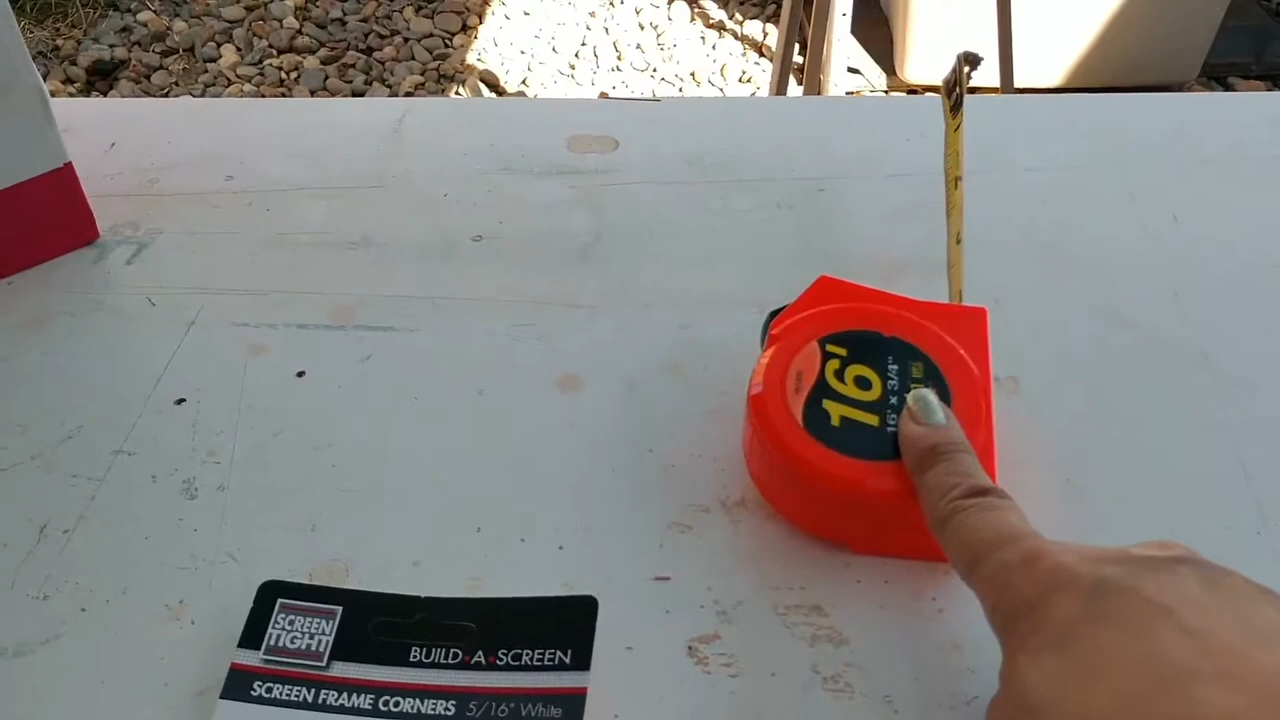 16'
16' x 3/4"
SCREEN
TIGHT
BUILD·A·SCREEN
SCREEN FRAME CORNERS 5/16" White